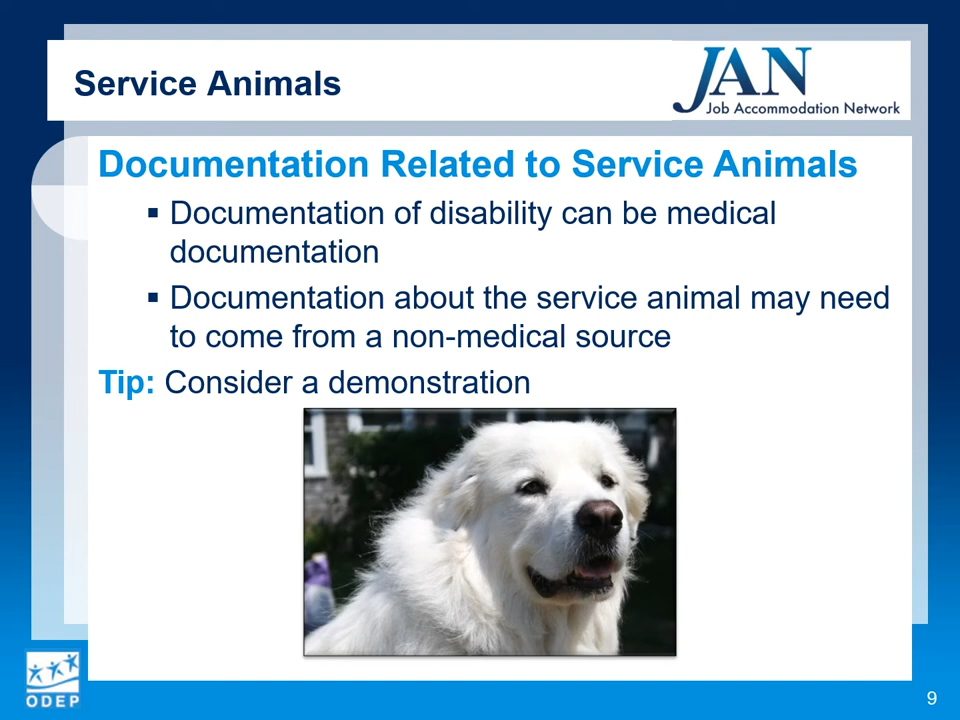 Service Animals
JAN
Job Accommodation Network
Documentation Related to Service Animals
▪ Documentation of disability can be medical
documentation
▪ Documentation about the service animal may need
to come from a non-medical source
Tip: Consider a demonstration
ODEP
9